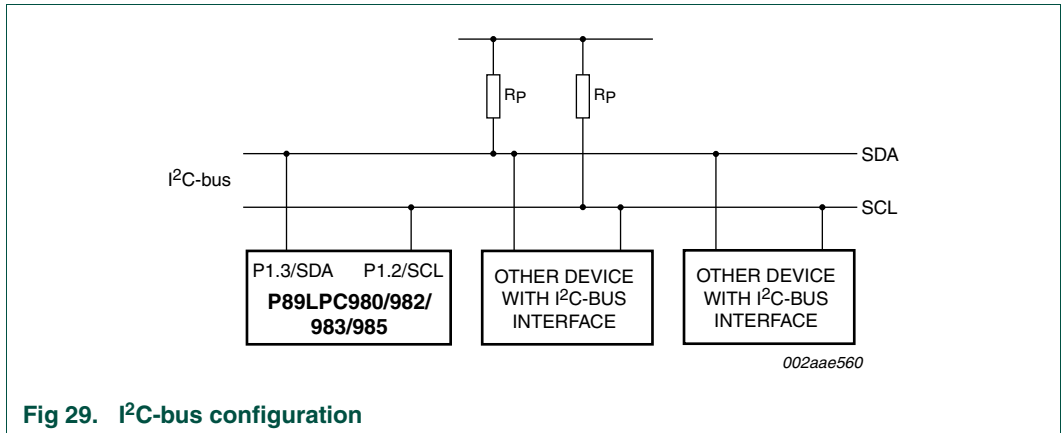 RP RP
SDA
I2C-bus
SCL
P1.3/SDA P1.2/SCL
P89LPC980/982/
983/985
OTHER DEVICE
WITH I2C-BUS
INTERFACE
OTHER DEVICE
WITH I2C-BUS
INTERFACE
002aae560
Fig 29. I2C-bus configuration